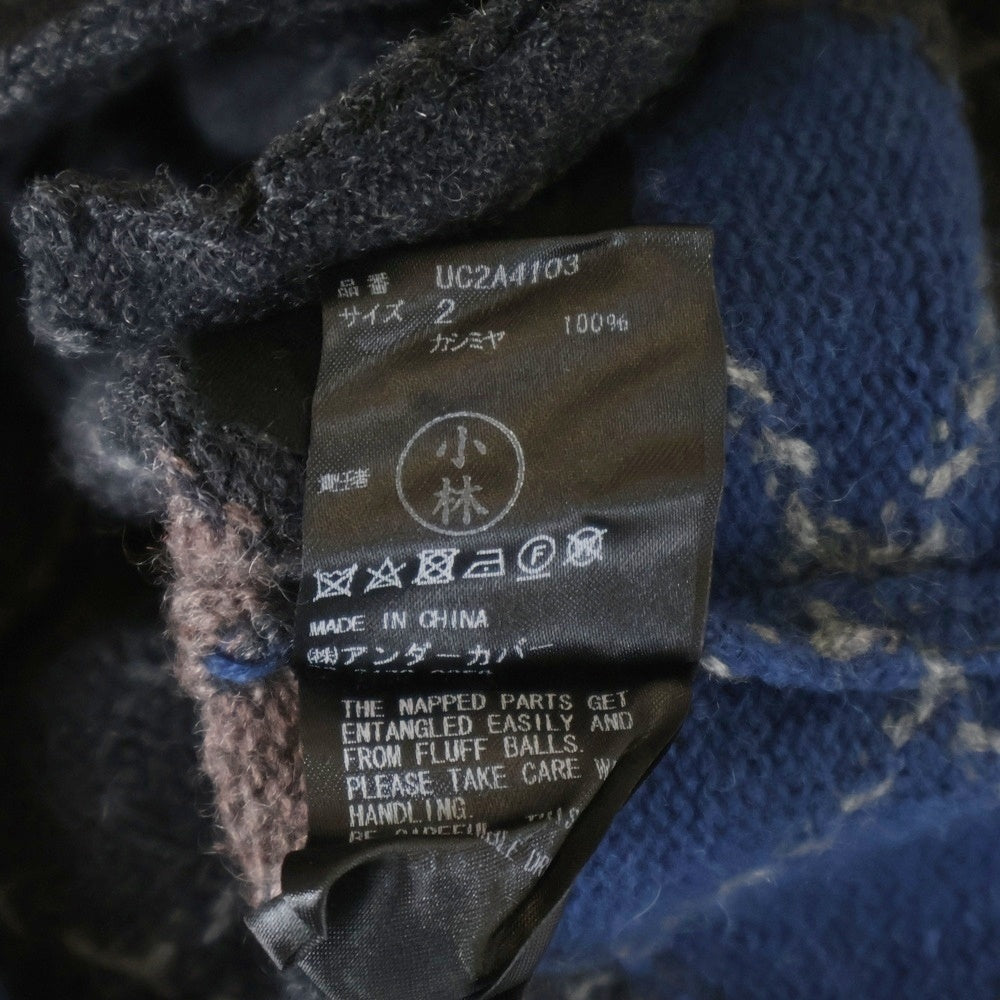 品番 UC2A4103
サイズ 2
カシミヤ 100%
小
林
MADE IN CHINA
㈱アンダーカバー
THE NAPPED PARTS GET
ENTANGLED EASILY AND
FROM FLUFF BALLS.
PLEASE TAKE CARE
HANDLING.
BE CAREFUL